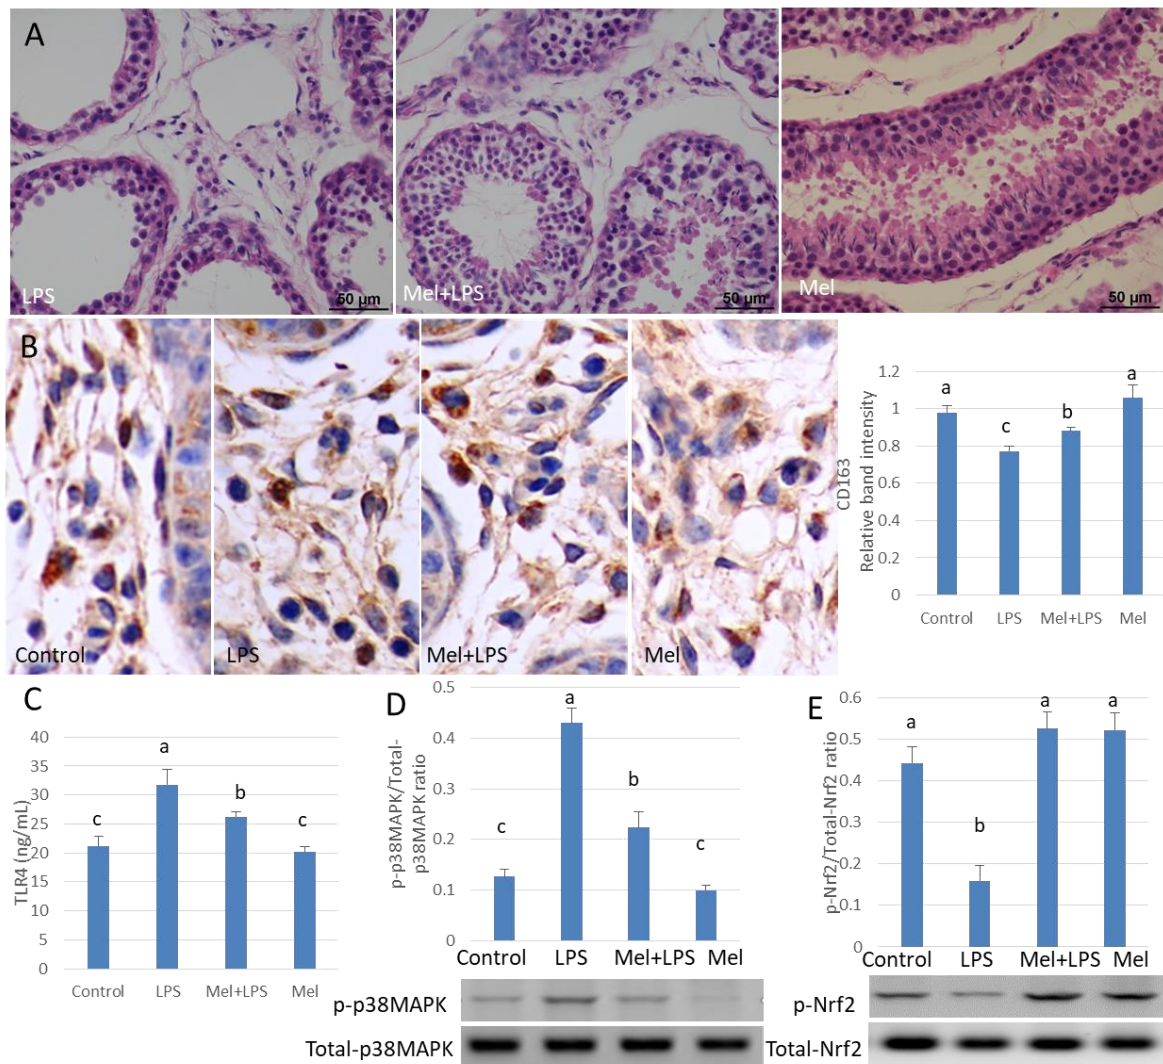 A
LPS
50 µm
Mel+LPS
50 µm
Mel
50 µm
B
Control
LPS
Mel+LPS
Mel
CD163
Relative band intensity
1.2
1
0.8
0.6
0.4
0.2
0
a
c
b
a
Control
LPS
Mel+LPS
Mel
C
TLR4 (ng/mL)
40
35
30
25
20
15
10
5
0
c
a
b
c
Control
LPS
Mel+LPS
Mel
D
p-p38MAPK/Total-
p38MAPK ratio
0.5
0.4
0.3
0.2
0.1
0
c
a
b
c
Control
LPS
Mel+LPS
Mel
p-p38MAPK
Total-p38MAPK
E
p-Nrf2/Total-Nrf2 ratio
0.6
0.5
0.4
0.3
0.2
0.1
0
a
b
a
a
Control
LPS
Mel+LPS
Mel
p-Nrf2
Total-Nrf2